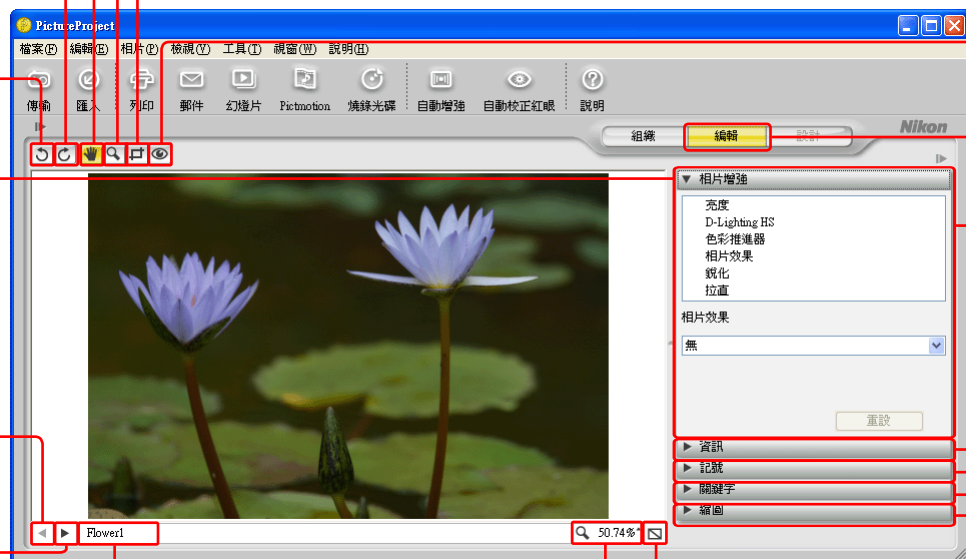 PictureProject
檔案(F) 編輯(E) 相片(P) 檢視(V) 工具(T) 視窗(W) 說明(H)
傳輸 匯入 列印 郵件 幻燈片 Pictmotion 燒錄光碟 自動增強 自動校正紅眼 說明
組織 編輯 設計 Nikon
相片增強
亮度
D-Lighting HS
色彩推進器
相片效果
銳化
拉直
相片效果
無
重設
資訊
記號
關鍵字
縮圖
Flower1 50.74%